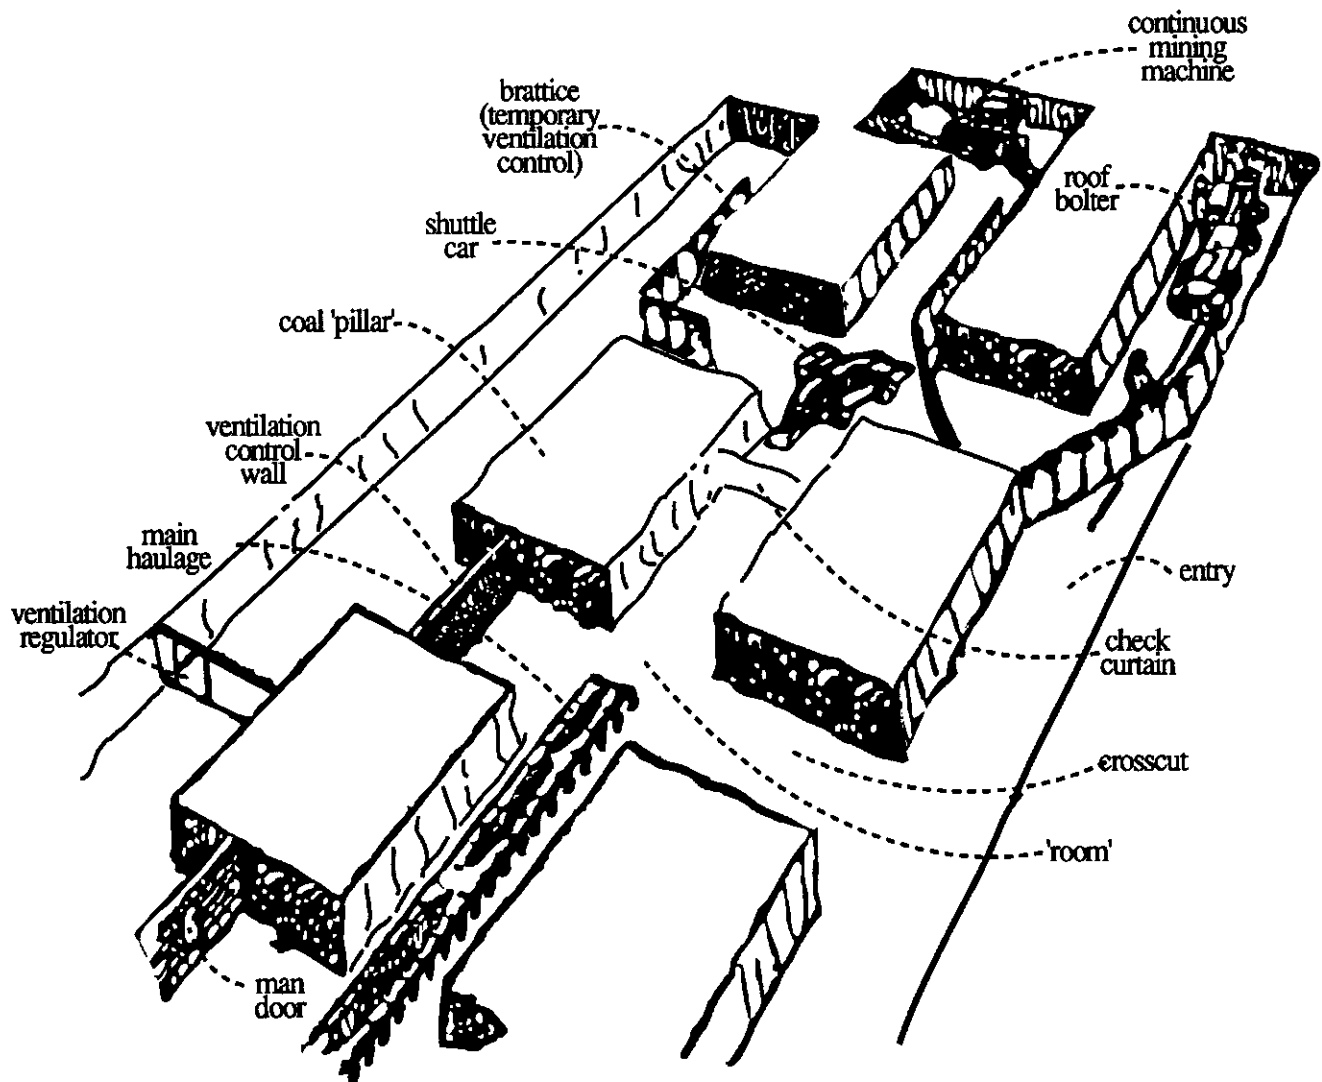 continuous
mining
machine
brattice
(temporary
ventilation
control)
roof
bolter
shuttle
car
coal 'pillar'
ventilation
control
wall
main
haulage
entry
ventilation
regulator
check
curtain
crosscut
'room'
man
door